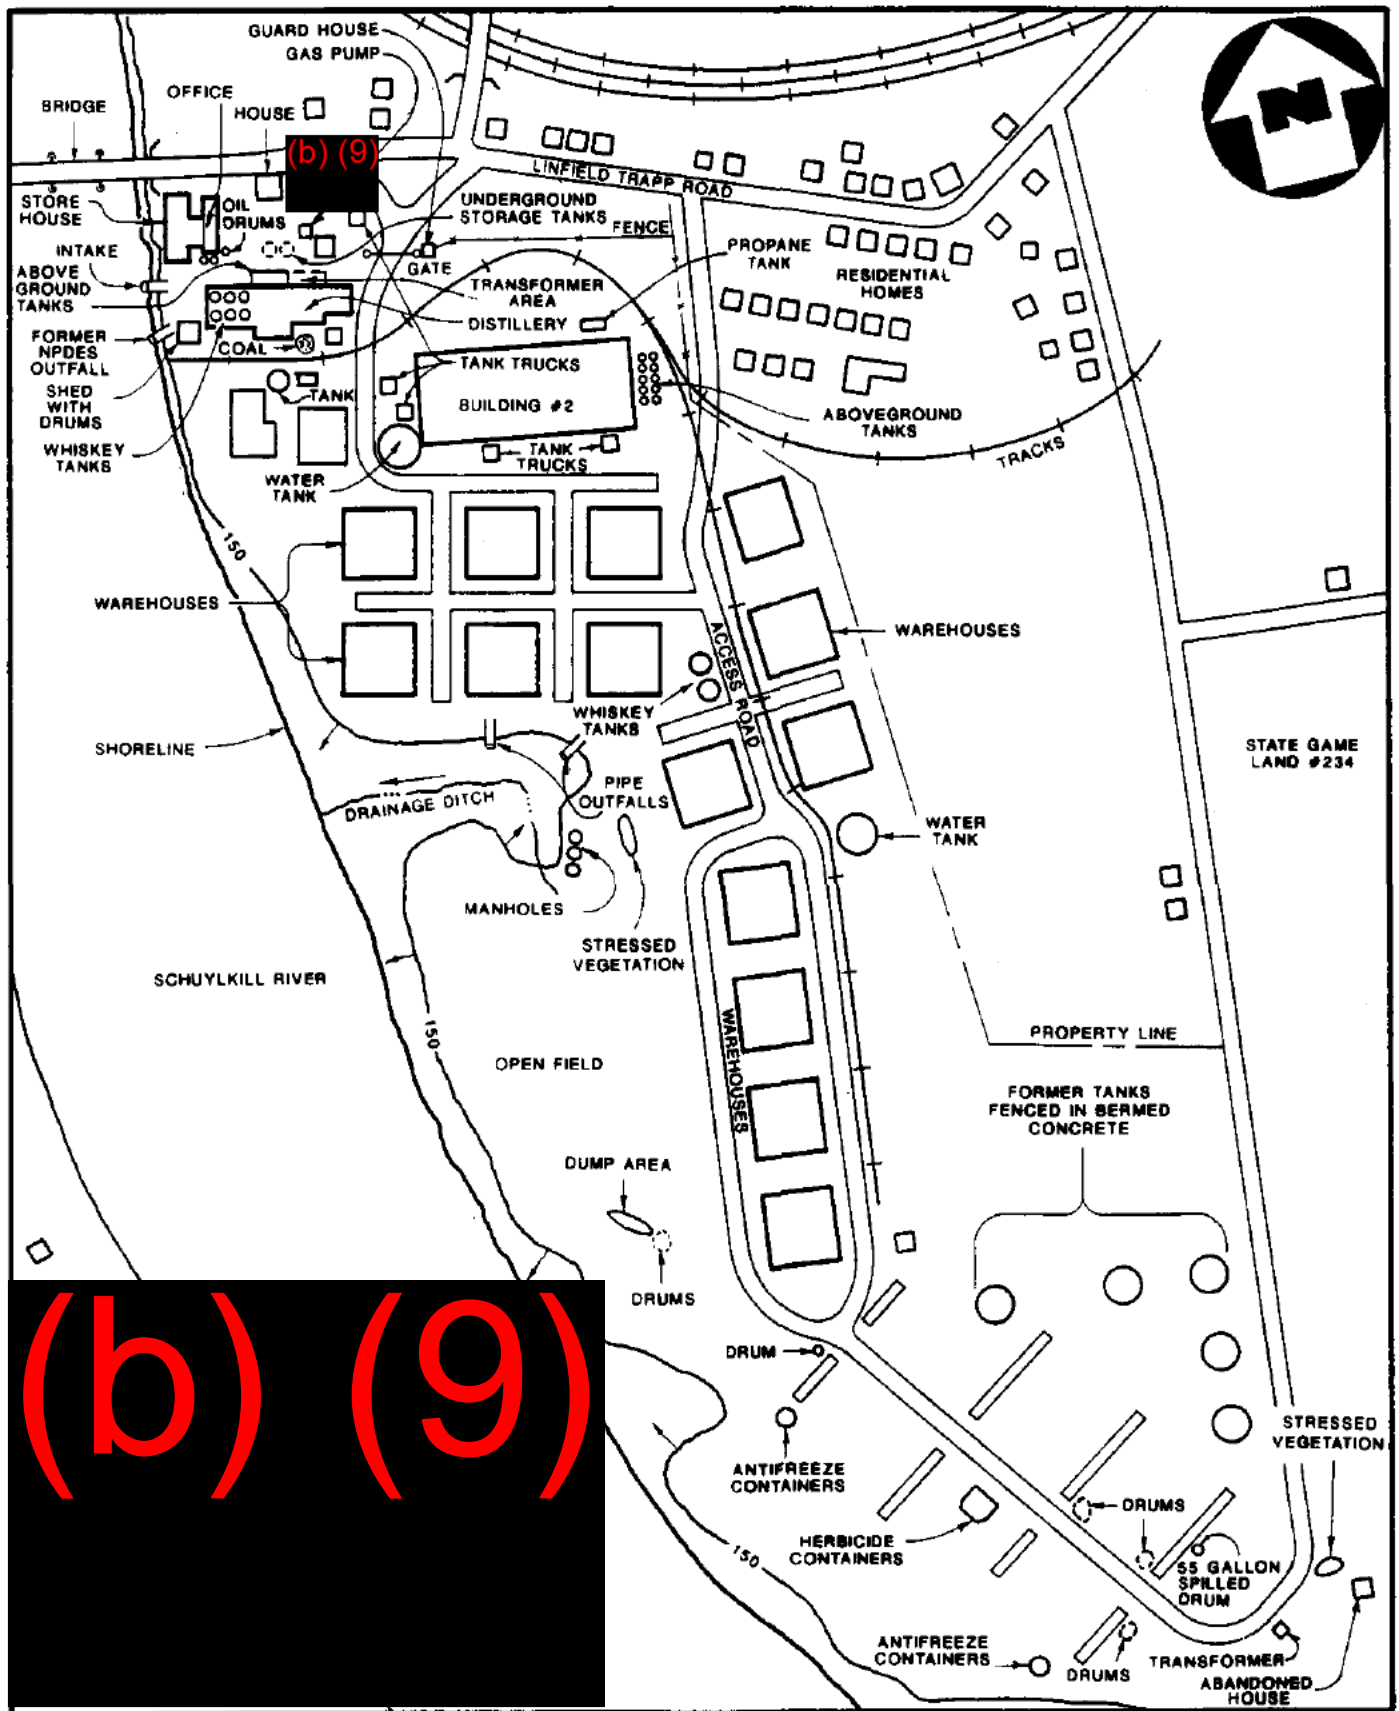 GUARD HOUSE
GAS PUMP
OFFICE
BRIDGE
HOUSE
N
(b) (9)
LINFIELD TRAPP ROAD
STORE
HOUSE
OIL
DRUMS
UNDERGROUND
STORAGE TANKS
FENCE
INTAKE
GATE
PROPANE
TANK
ABOVE
GROUND
TANKS
TRANSFORMER
AREA
RESIDENTIAL
HOMES
DISTILLERY
FORMER
NPDES
OUTFALL
COAL
TANK TRUCKS
SHED
WITH
DRUMS
TANK
BUILDING #2
ABOVEGROUND
TANKS
WHISKEY
TANKS
TANK
TRUCKS
TRACKS
WATER
TANK
150
WAREHOUSES
WAREHOUSES
ACCESS ROAD
WHISKEY
TANKS
SHORELINE
STATE GAME
LAND #234
PIPE
OUTFALLS
DRAINAGE DITCH
WATER
TANK
MANHOLES
STRESSED
VEGETATION
SCHUYLKILL RIVER
150
WAREHOUSES
PROPERTY LINE
OPEN FIELD
FORMER TANKS
FENCED IN BERMED
CONCRETE
DUMP AREA
DRUMS
(b) (9)
DRUM
STRESSED
VEGETATION
ANTIFREEZE
CONTAINERS
DRUMS
HERBICIDE
CONTAINERS
150
55 GALLON
SPILLED
DRUM
ANTIFREEZE
CONTAINERS
DRUMS
TRANSFORMER
ABANDONED
HOUSE